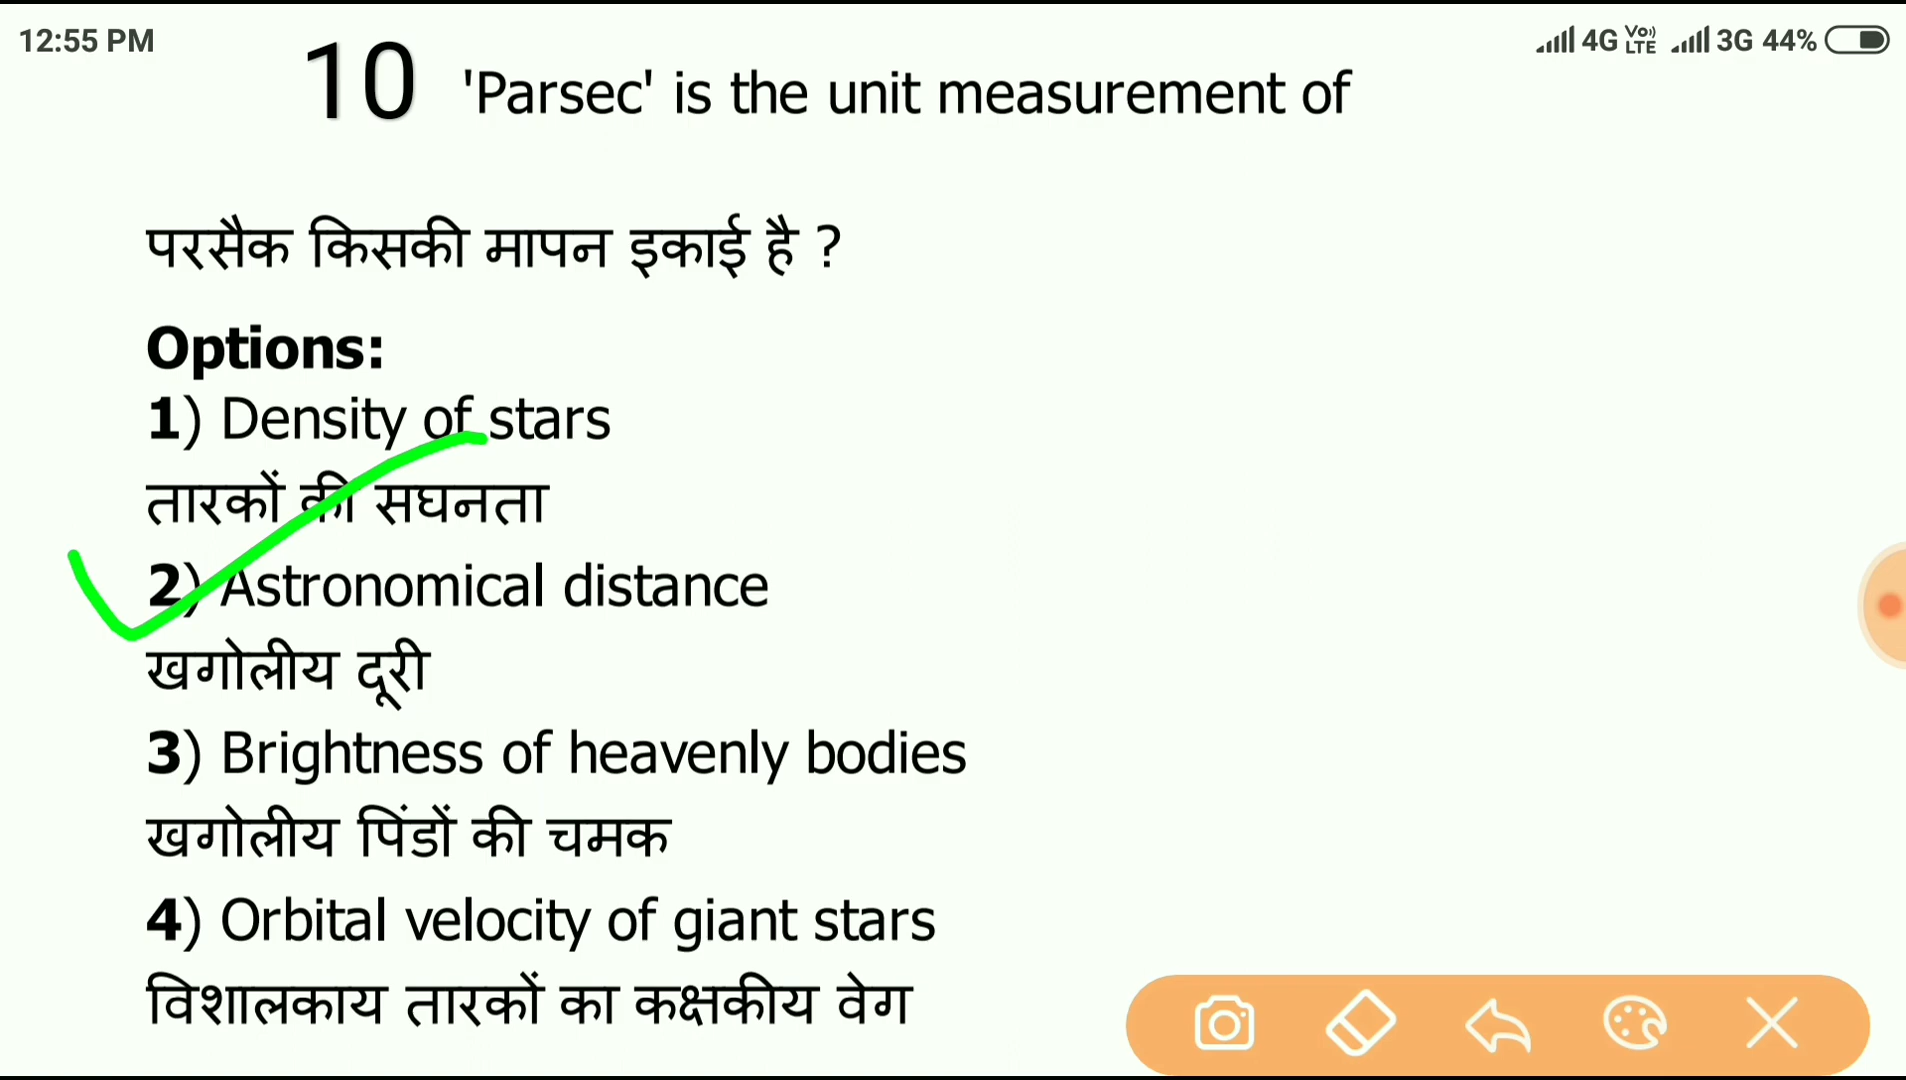 12:55 PM
4G VoLTE 3G 44%
10 'Parsec' is the unit measurement of
परसैक किसकी मापन इकाई है ?
Options:
1) Density of stars
तारकों की सघनता
2) Astronomical distance
खगोलीय दूरी
3) Brightness of heavenly bodies
खगोलीय पिंडों की चमक
4) Orbital velocity of giant stars
विशालकाय तारकों का कक्षकीय वेग